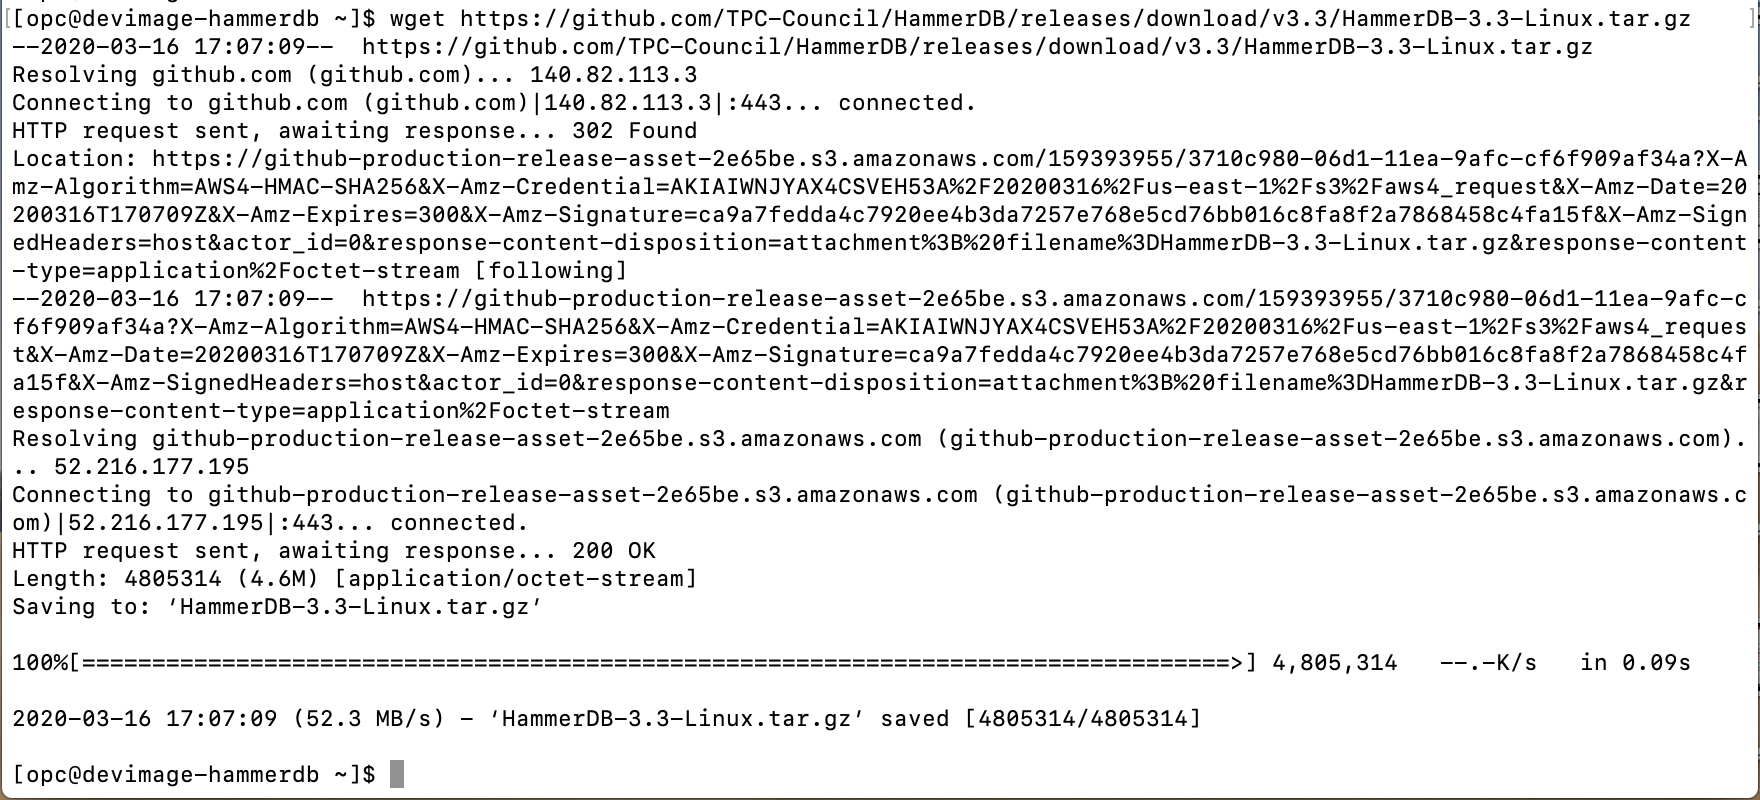 [opc@devimage-hammerdb ~]$ wget https://github.com/TPC-Council/HammerDB/releases/download/v3.3/HammerDB-3.3-Linux.tar.gz
--2020-03-16 17:07:09--  https://github.com/TPC-Council/HammerDB/releases/download/v3.3/HammerDB-3.3-Linux.tar.gz
Resolving github.com (github.com)... 140.82.113.3
Connecting to github.com (github.com)|140.82.113.3|:443... connected.
HTTP request sent, awaiting response... 302 Found
Location: https://github-production-release-asset-2e65be.s3.amazonaws.com/159393955/3710c980-06d1-11ea-9afc-cf6f909af34a?X-A
mz-Algorithm=AWS4-HMAC-SHA256&X-Amz-Credential=AKIAIWNJYAX4CSVEH53A%2F20200316%2Fus-east-1%2Fs3%2Faws4_request&X-Amz-Date=20
200316T170709Z&X-Amz-Expires=300&X-Amz-Signature=ca9a7fedda4c7920ee4b3da7257e768e5cd76bb016c8fa8f2a7868458c4fa15f&X-Amz-Sign
edHeaders=host&actor_id=0&response-content-disposition=attachment%3B%20filename%3DHammerDB-3.3-Linux.tar.gz&response-content
-type=application%2Foctet-stream [following]
--2020-03-16 17:07:09--  https://github-production-release-asset-2e65be.s3.amazonaws.com/159393955/3710c980-06d1-11ea-9afc-c
f6f909af34a?X-Amz-Algorithm=AWS4-HMAC-SHA256&X-Amz-Credential=AKIAIWNJYAX4CSVEH53A%2F20200316%2Fus-east-1%2Fs3%2Faws4_reques
t&X-Amz-Date=20200316T170709Z&X-Amz-Expires=300&X-Amz-Signature=ca9a7fedda4c7920ee4b3da7257e768e5cd76bb016c8fa8f2a7868458c4f
a15f&X-Amz-SignedHeaders=host&actor_id=0&response-content-disposition=attachment%3B%20filename%3DHammerDB-3.3-Linux.tar.gz&r
esponse-content-type=application%2Foctet-stream
Resolving github-production-release-asset-2e65be.s3.amazonaws.com (github-production-release-asset-2e65be.s3.amazonaws.com).
.. 52.216.177.195
Connecting to github-production-release-asset-2e65be.s3.amazonaws.com (github-production-release-asset-2e65be.s3.amazonaws.c
om)|52.216.177.195|:443... connected.
HTTP request sent, awaiting response... 200 OK
Length: 4805314 (4.6M) [application/octet-stream]
Saving to: ‘HammerDB-3.3-Linux.tar.gz’
100%[==================================================================================>] 4,805,314   --.-K/s   in 0.09s
2020-03-16 17:07:09 (52.3 MB/s) - ‘HammerDB-3.3-Linux.tar.gz’ saved [4805314/4805314]
[opc@devimage-hammerdb ~]$